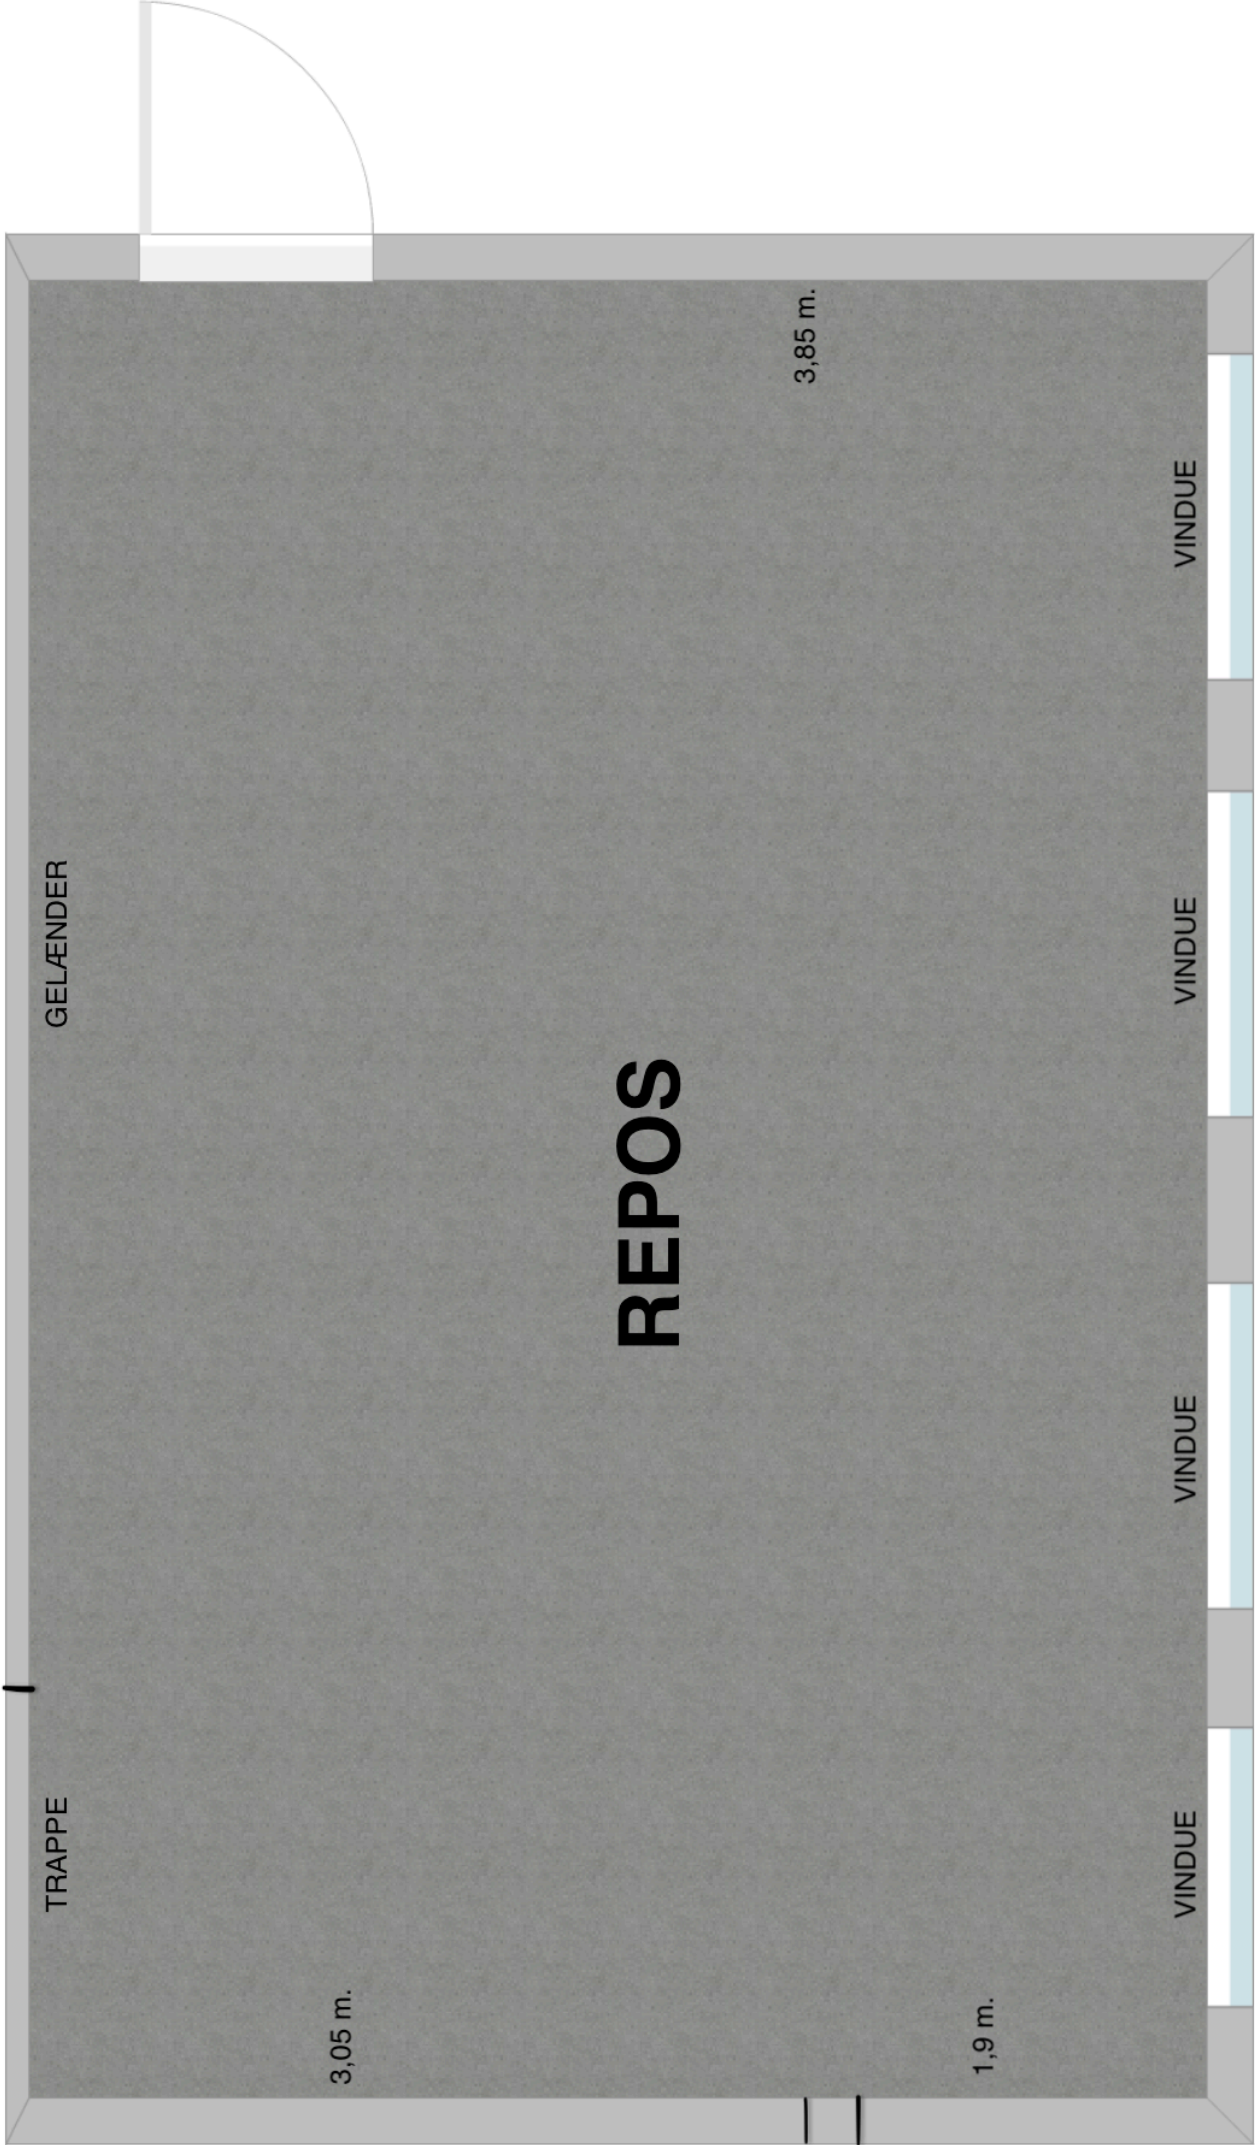 3,85 m.
VINDUE
GELÆNDER
VINDUE
REPOS
VINDUE
TRAPPE
VINDUE
3,05 m.
1,9 m.